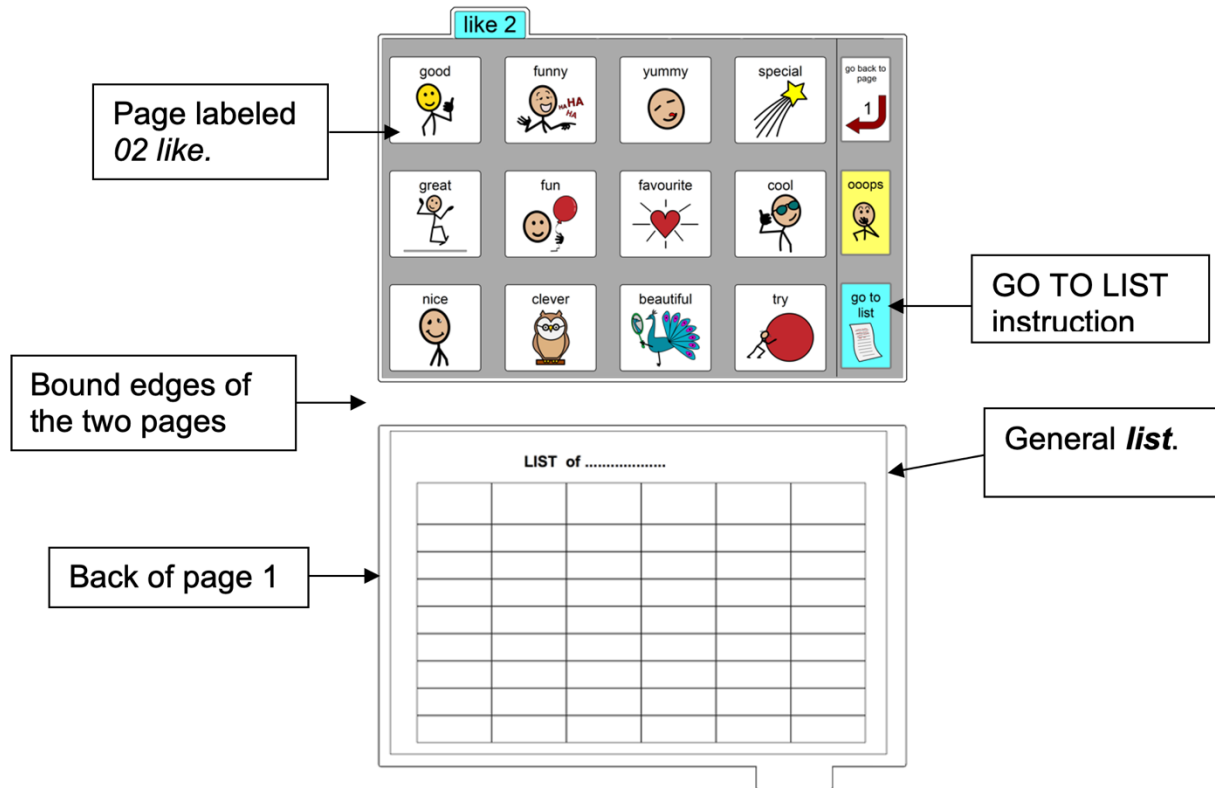 like 2
good funny yummy special go back to
page
1
HA HA
HA
Page labeled
02 like.
great fun favourite cool ooops
nice clever beautiful try go to
list
GO TO LIST
instruction
Bound edges of
the two pages
General list.
LIST of ...................
Back of page 1